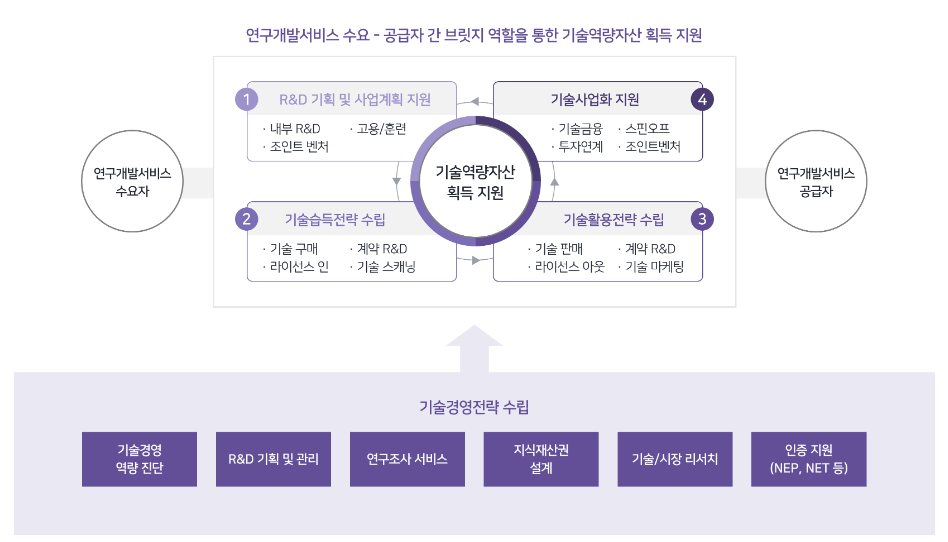 연구개발서비스 수요 - 공급자 간 브릿지 역할을 통한 기술역량자산 획득 지원
1 R&D 기획 및 사업계획 지원
· 내부 R&D · 고용/훈련
· 조인트 벤처
기술사업화 지원 4
· 기술금융 · 스핀오프
· 투자연계 · 조인트벤처
연구개발서비스
수요자
기술역량자산
획득 지원
연구개발서비스
공급자
2 기술습득전략 수립
· 기술 구매 · 계약 R&D
· 라이선스 인 · 기술 스캐닝
기술활용전략 수립 3
· 기술 판매 · 계약 R&D
· 라이선스 아웃 · 기술 마케팅
기술경영전략 수립
기술경영
역량 진단
R&D 기획 및 관리
연구조사 서비스
지식재산권
설계
기술/시장 리서치
인증 지원
(NEP, NET 등)